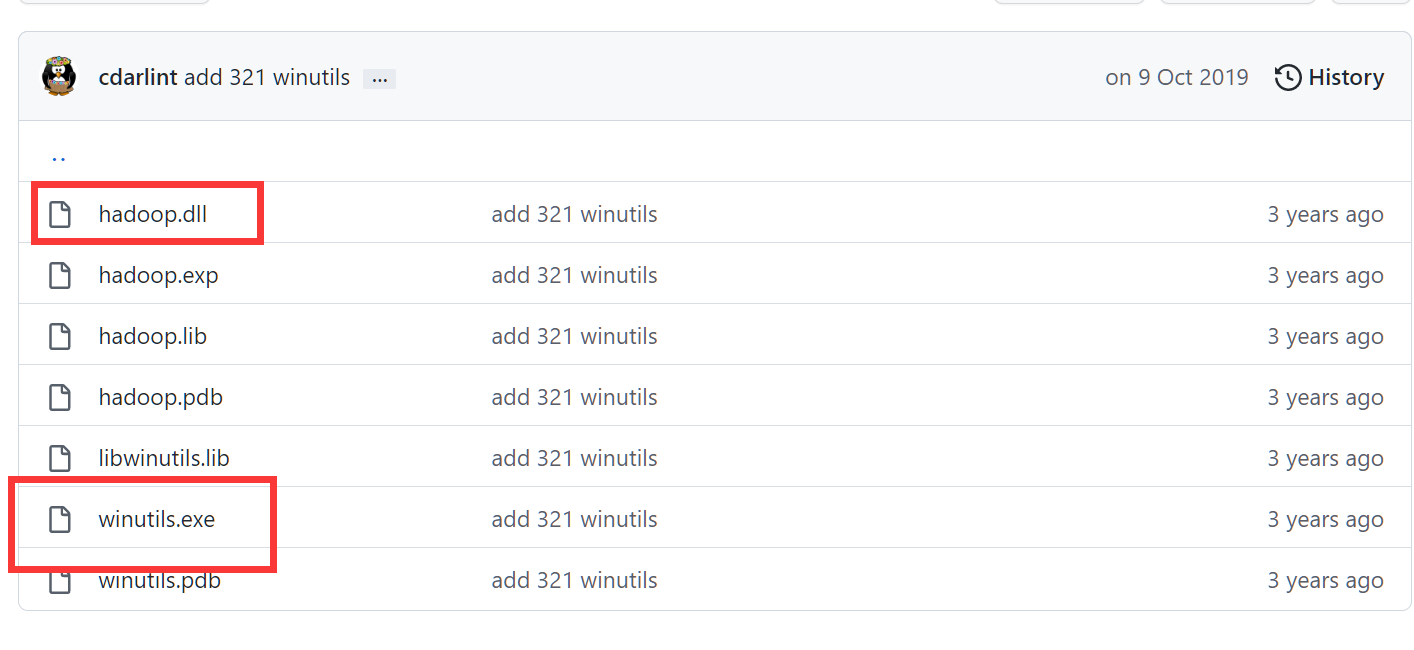 cdarlint add 321 winutils ... on 9 Oct 2019 History
..
hadoop.dll add 321 winutils 3 years ago
hadoop.exp add 321 winutils 3 years ago
hadoop.lib add 321 winutils 3 years ago
hadoop.pdb add 321 winutils 3 years ago
libwinutils.lib add 321 winutils 3 years ago
winutils.exe add 321 winutils 3 years ago
winutils.pdb add 321 winutils 3 years ago